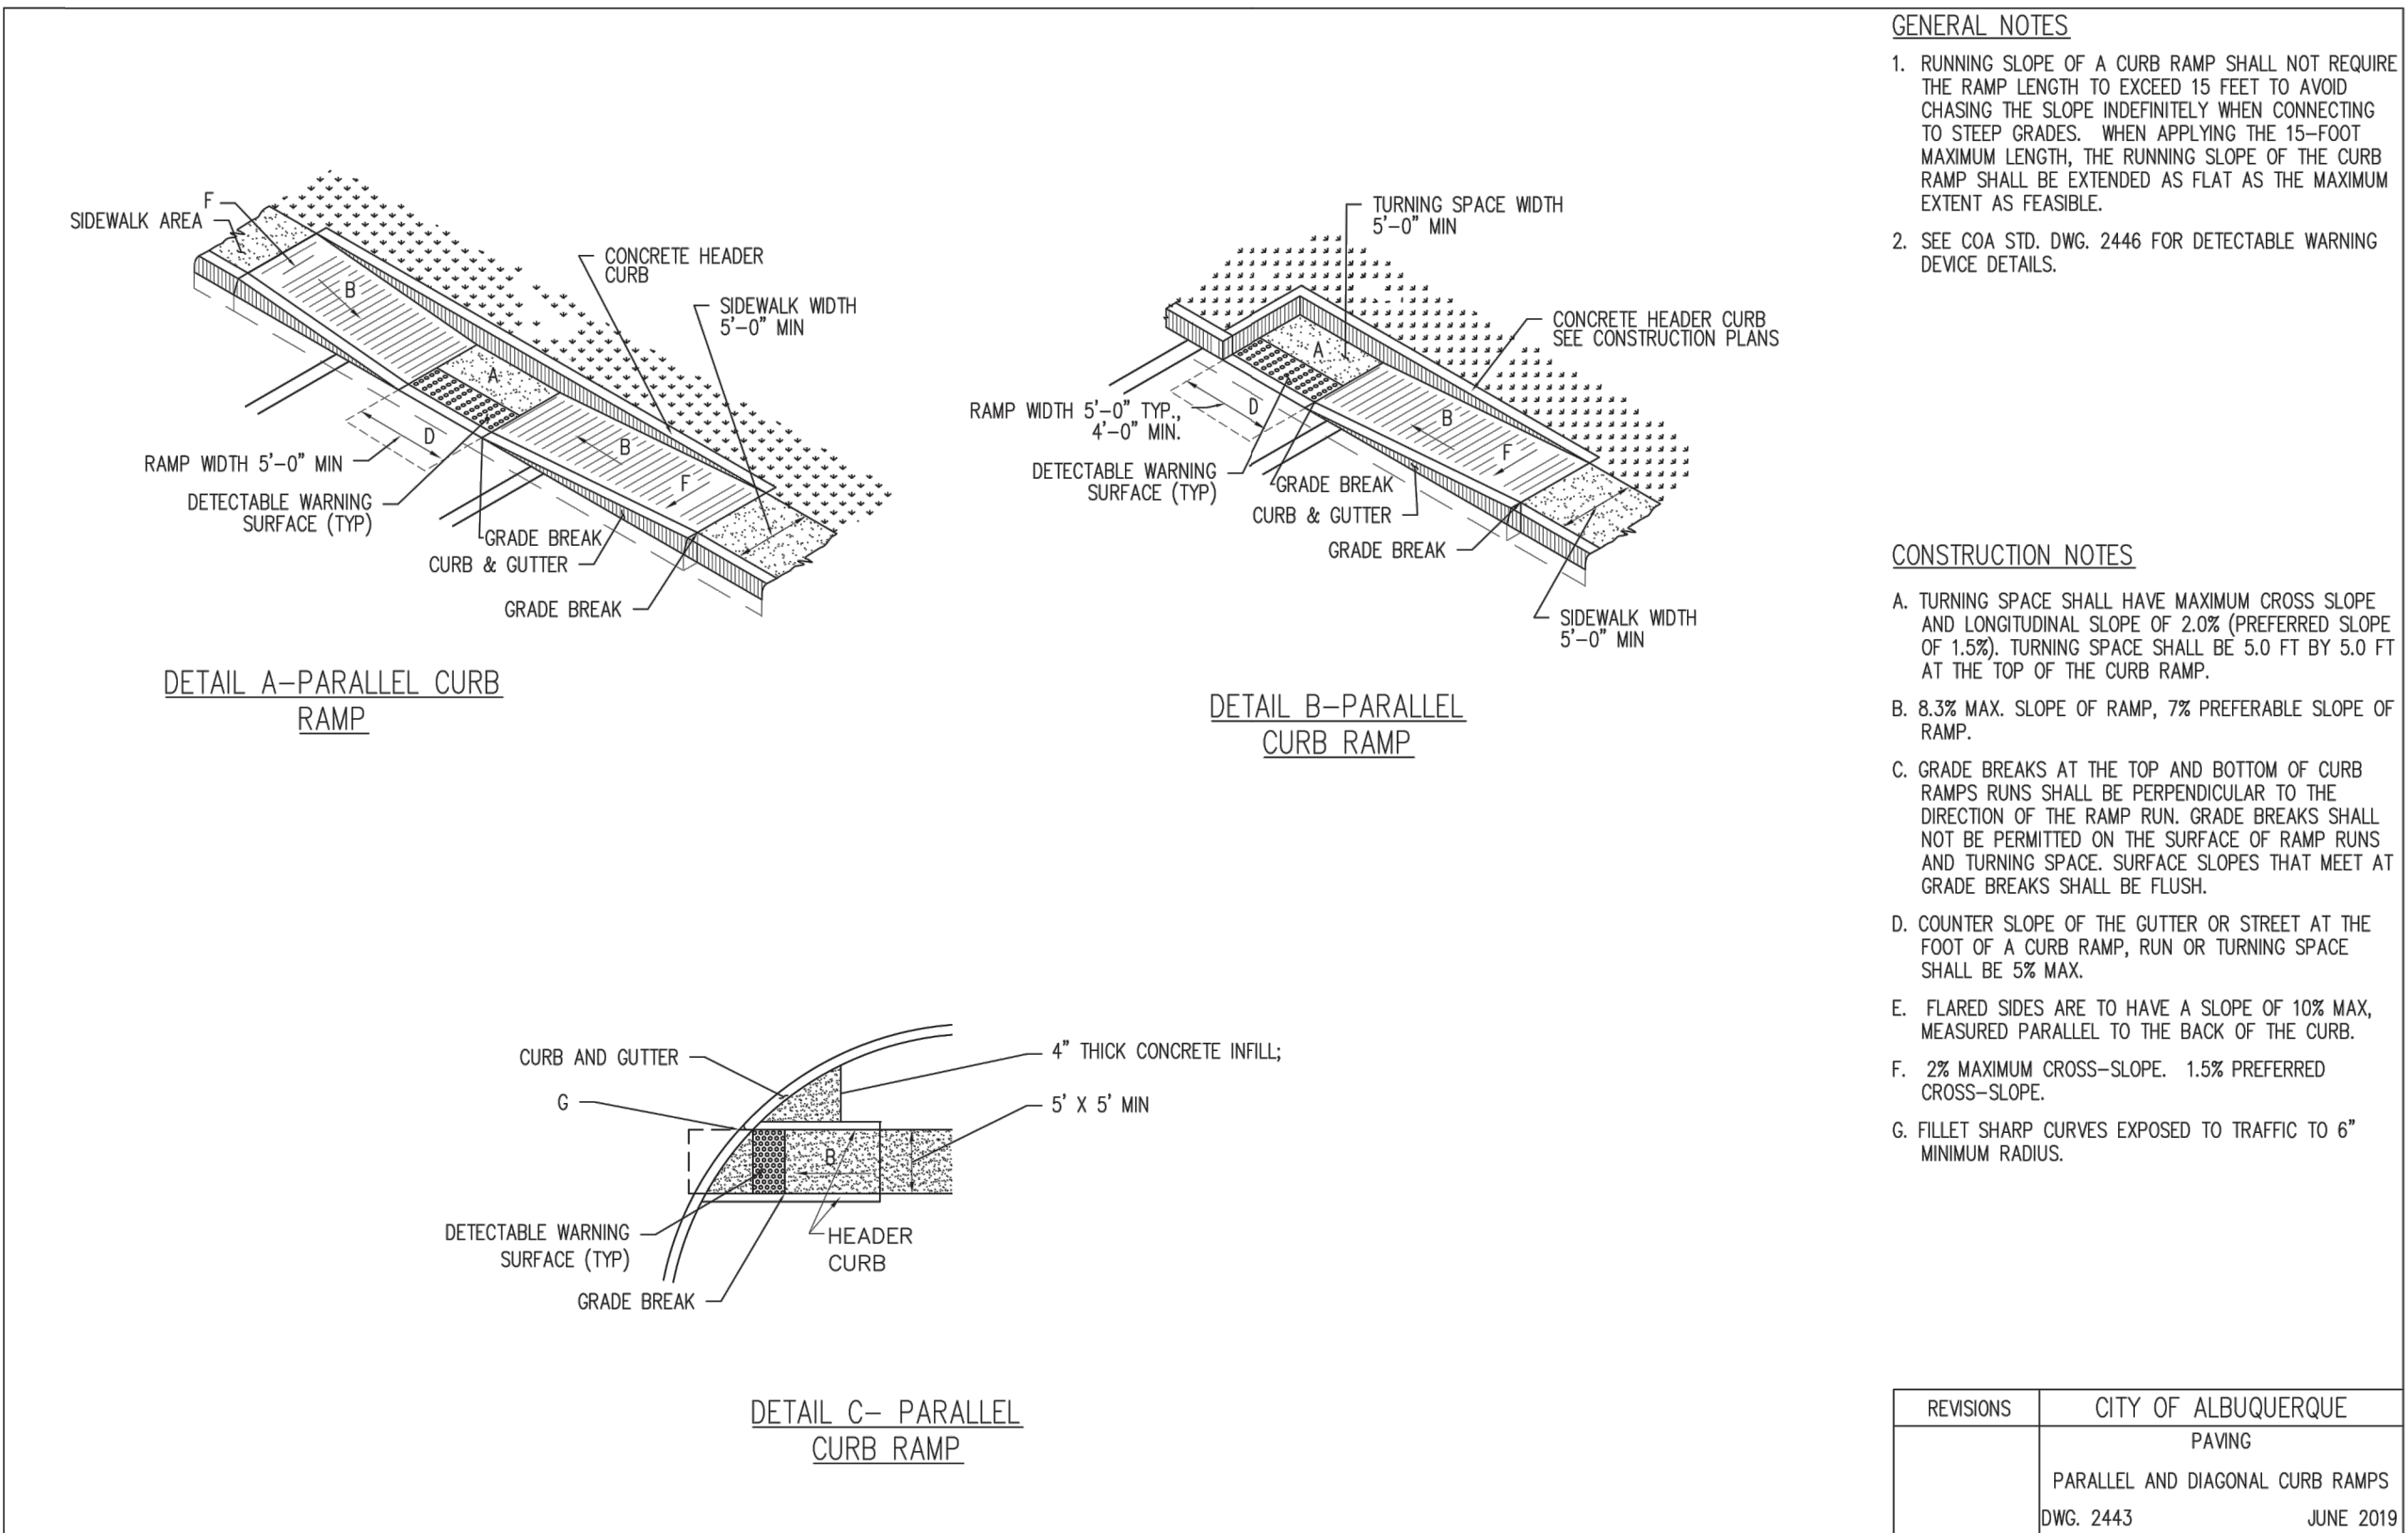 F
SIDEWALK AREA
B
CONCRETE HEADER
CURB
SIDEWALK WIDTH
5'-0" MIN
A
D
B
F
RAMP WIDTH 5'-0" MIN
DETECTABLE WARNING
SURFACE (TYP)
GRADE BREAK
CURB & GUTTER
GRADE BREAK
DETAIL A-PARALLEL CURB
RAMP
TURNING SPACE WIDTH
5'-0" MIN
CONCRETE HEADER CURB
SEE CONSTRUCTION PLANS
A
RAMP WIDTH 5'-0" TYP.,
4'-0" MIN.
D
B
F
DETECTABLE WARNING
SURFACE (TYP)
GRADE BREAK
CURB & GUTTER
GRADE BREAK
SIDEWALK WIDTH
5'-0" MIN
DETAIL B-PARALLEL
CURB RAMP
CURB AND GUTTER
4" THICK CONCRETE INFILL;
G
5' X 5' MIN
B
DETECTABLE WARNING
SURFACE (TYP)
HEADER
CURB
GRADE BREAK
DETAIL C- PARALLEL
CURB RAMP
GENERAL NOTES
1. RUNNING SLOPE OF A CURB RAMP SHALL NOT REQUIRE
THE RAMP LENGTH TO EXCEED 15 FEET TO AVOID
CHASING THE SLOPE INDEFINITELY WHEN CONNECTING
TO STEEP GRADES. WHEN APPLYING THE 15-FOOT
MAXIMUM LENGTH, THE RUNNING SLOPE OF THE CURB
RAMP SHALL BE EXTENDED AS FLAT AS THE MAXIMUM
EXTENT AS FEASIBLE.
2. SEE COA STD. DWG. 2446 FOR DETECTABLE WARNING
DEVICE DETAILS.
CONSTRUCTION NOTES
A. TURNING SPACE SHALL HAVE MAXIMUM CROSS SLOPE
AND LONGITUDINAL SLOPE OF 2.0% (PREFERRED SLOPE
OF 1.5%). TURNING SPACE SHALL BE 5.0 FT BY 5.0 FT
AT THE TOP OF THE CURB RAMP.
B. 8.3% MAX. SLOPE OF RAMP, 7% PREFERABLE SLOPE OF
RAMP.
C. GRADE BREAKS AT THE TOP AND BOTTOM OF CURB
RAMPS RUNS SHALL BE PERPENDICULAR TO THE
DIRECTION OF THE RAMP RUN. GRADE BREAKS SHALL
NOT BE PERMITTED ON THE SURFACE OF RAMP RUNS
AND TURNING SPACE. SURFACE SLOPES THAT MEET AT
GRADE BREAKS SHALL BE FLUSH.
D. COUNTER SLOPE OF THE GUTTER OR STREET AT THE
FOOT OF A CURB RAMP, RUN OR TURNING SPACE
SHALL BE 5% MAX.
E. FLARED SIDES ARE TO HAVE A SLOPE OF 10% MAX,
MEASURED PARALLEL TO THE BACK OF THE CURB.
F. 2% MAXIMUM CROSS-SLOPE. 1.5% PREFERRED
CROSS-SLOPE.
G. FILLET SHARP CURVES EXPOSED TO TRAFFIC TO 6"
MINIMUM RADIUS.
REVISIONS
CITY OF ALBUQUERQUE
PAVING
PARALLEL AND DIAGONAL CURB RAMPS
DWG. 2443 JUNE 2019